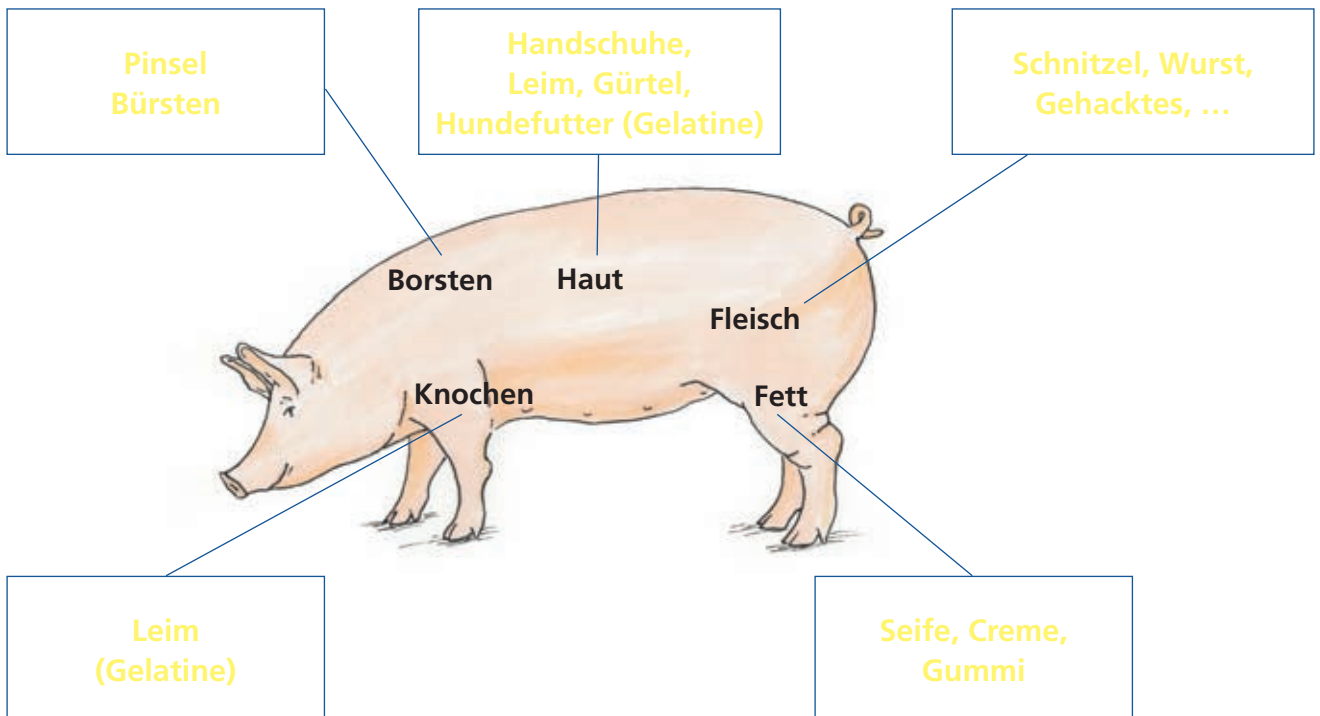 Pinsel
Bürsten
Handschuhe,
Leim, Gürtel,
Hundefutter (Gelatine)
Schnitzel, Wurst,
Gehacktes, …
Borsten
Haut
Fleisch
Knochen
Fett
Leim
(Gelatine)
Seife, Creme,
Gummi